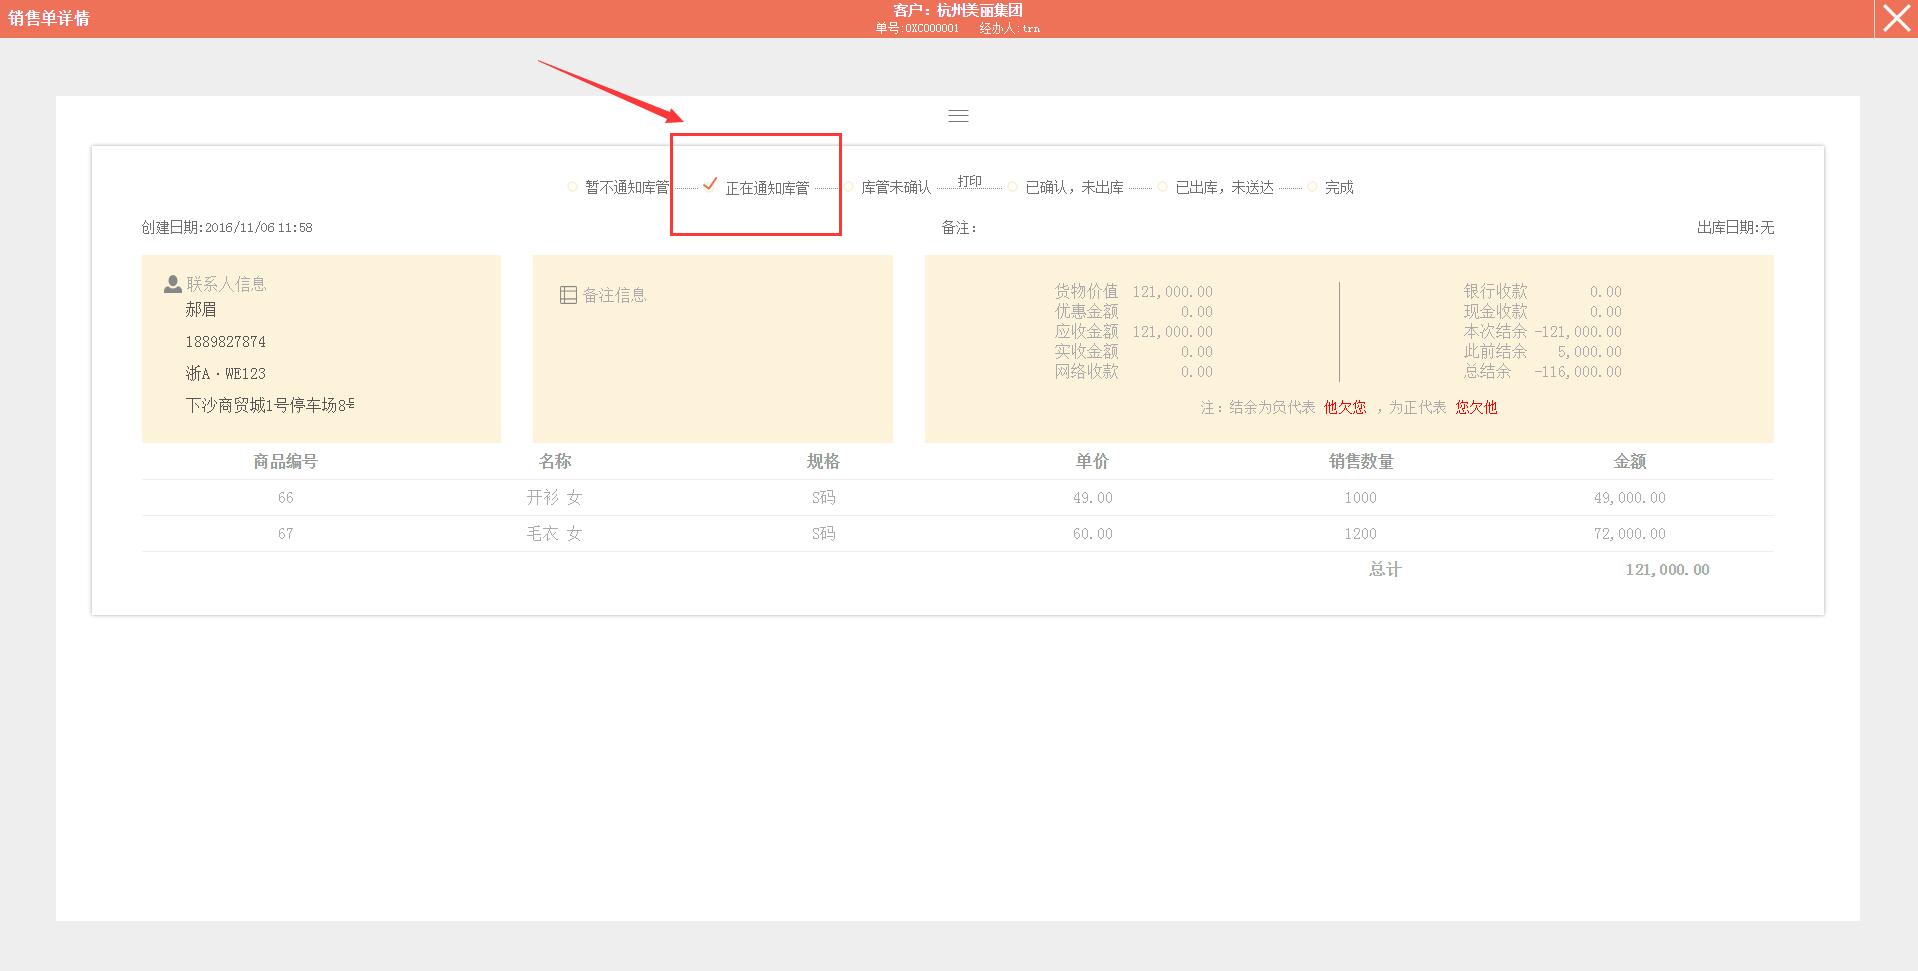 销售单详情
客户：杭州美丽集团
单号:0XC000001 经办人:trn
暂不通知库管 正在通知库管 库管未确认 打印 已确认，未出库 已出库，未送达 完成
创建日期:2016/11/06 11:58 备注： 出库日期:无
联系人信息
郝眉
1889827874
浙A·WE123
下沙商贸城1号停车场8号
备注信息
货物价值 121,000.00
优惠金额 0.00
应收金额 121,000.00
实收金额 0.00
网络收款 0.00
银行收款 0.00
现金收款 0.00
本次结余 -121,000.00
此前结余 5,000.00
总结余 -116,000.00
注：结余为负代表 他欠您 ，为正代表 您欠他
商品编号 名称 规格 单价 销售数量 金额
66 开衫 女 S码 49.00 1000 49,000.00
67 毛衣 女 S码 60.00 1200 72,000.00
总计 121,000.00